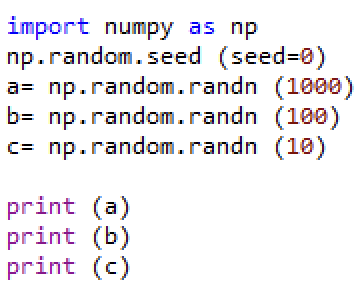 import numpy as np
np.random.seed (seed=0)
a= np.random.randn (1000)
b= np.random.randn (100)
c= np.random.randn (10)
print (a)
print (b)
print (c)